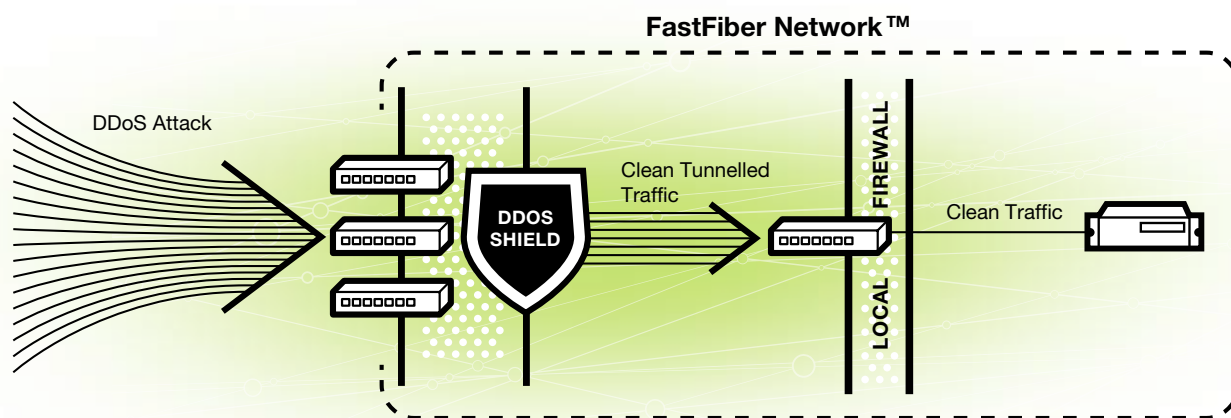 FastFiber Network™
DDoS Attack
DDOS
SHIELD
Clean Tunnelled
Traffic
LOCAL FIREWALL
Clean Traffic